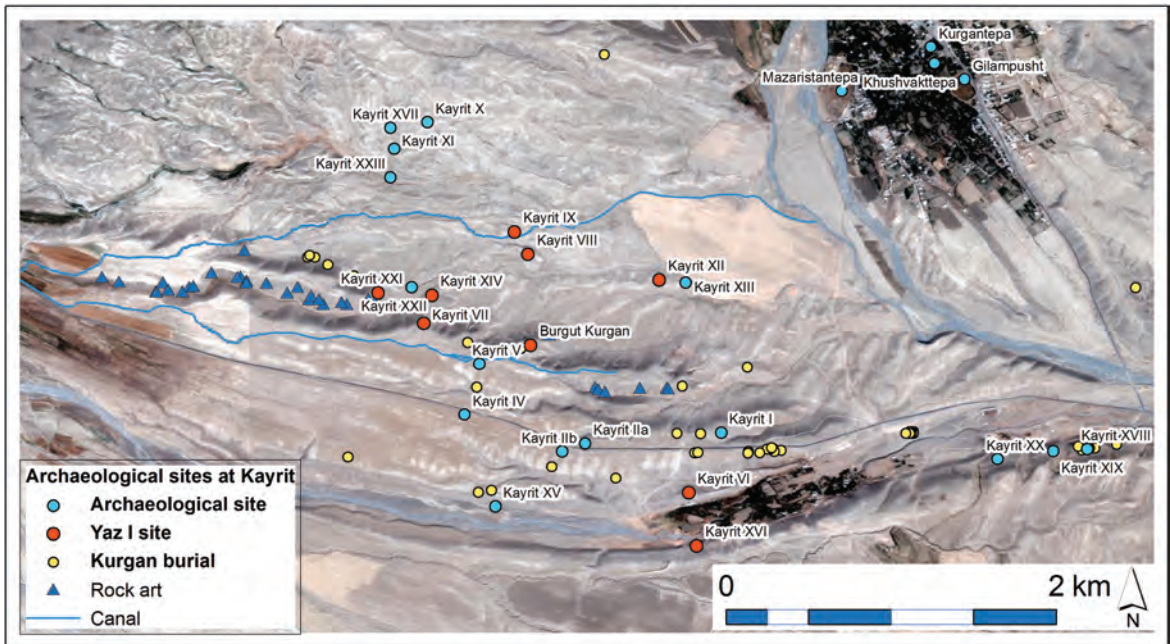 Kurgantepa
Gilampusht
Mazaristantepa
Khushvakttepa
Kayrit XVII
Kayrit X
Kayrit XI
Kayrit XXIII
Kayrit IX
Kayrit VIII
Kayrit XXI
Kayrit XIV
Kayrit XII
Kayrit XIII
Kayrit XXII
Kayrit VII
Burgut Kurgan
Kayrit V
Kayrit IV
Kayrit I
Kayrit IIb
Kayrit IIa
Kayrit XVIII
Kayrit XX
Kayrit XIX
Kayrit XV
Kayrit VI
Kayrit XVI
Archaeological sites at Kayrit
Archaeological site
Yaz I site
Kurgan burial
Rock art
Canal
0
2 km
N